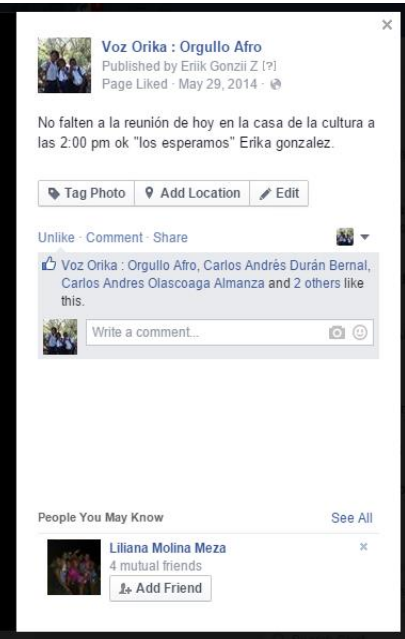 Voz Orika : Orgullo Afro
Published by Eriik Gonzii Z [?]
Page Liked · May 29, 2014 ·
No falten a la reunión de hoy en la casa de la cultura a
las 2:00 pm ok "los esperamos" Erika gonzalez.
Tag Photo Add Location Edit
Unlike · Comment · Share
Voz Orika : Orgullo Afro, Carlos Andrés Durán Bernal,
Carlos Andres Olascoaga Almanza and 2 others like
this.
Write a comment...
People You May Know See All
Liliana Molina Meza
4 mutual friends
Add Friend